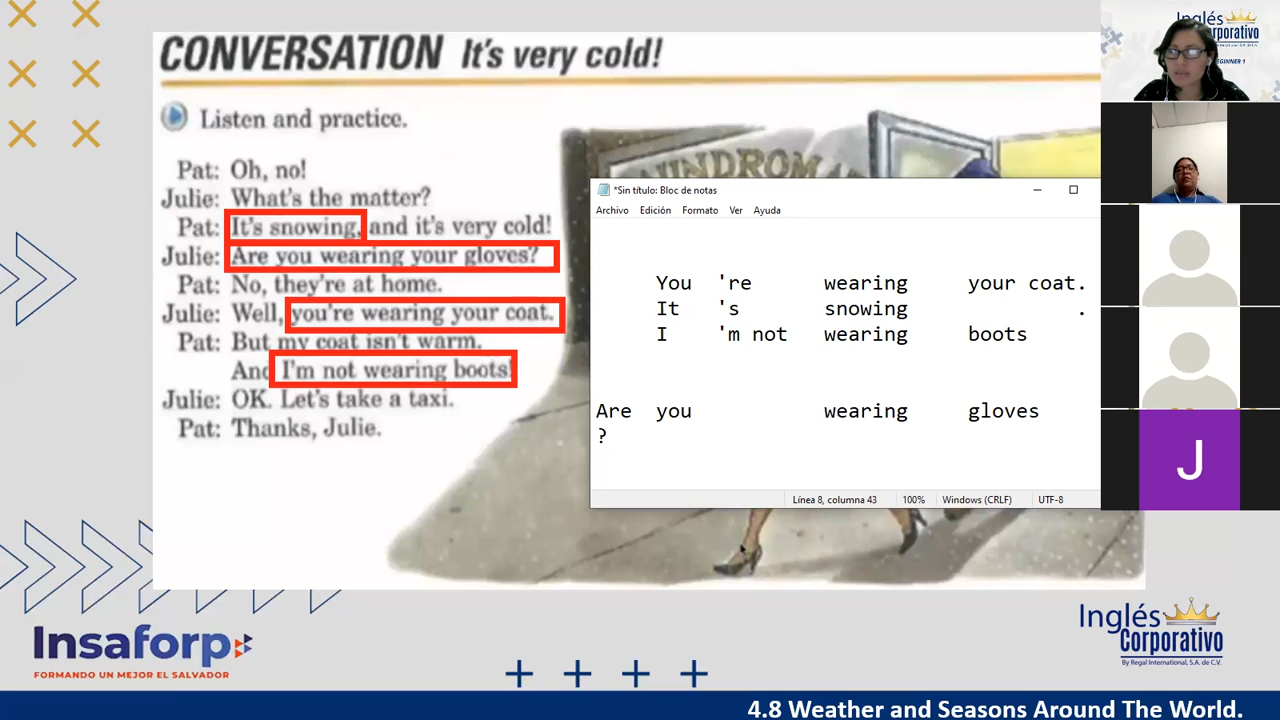 CONVERSATION It's very cold!
Listen and practice.
Pat: Oh, no!
Julie: What's the matter?
Pat: It's snowing, and it's very cold!
Julie: Are you wearing your gloves?
Pat: No, they're at home.
Julie: Well, you're wearing your coat.
Pat: But my coat isn't warm.
And I'm not wearing boots!
Julie: OK. Let's take a taxi.
Pat: Thanks, Julie.
*Sin título: Bloc de notas
Archivo Edición Formato Ver Ayuda
You 're wearing your coat.
It 's snowing .
I 'm not wearing boots
Are you wearing gloves
?
Línea 8, columna 43 100% Windows (CRLF) UTF-8
Inglés
J
Insaforp
FORMANDO UN MEJOR EL SALVADOR
Inglés
Corporativo
By Regal International, S.A. de C.V.
4.8 Weather and Seasons Around The World.